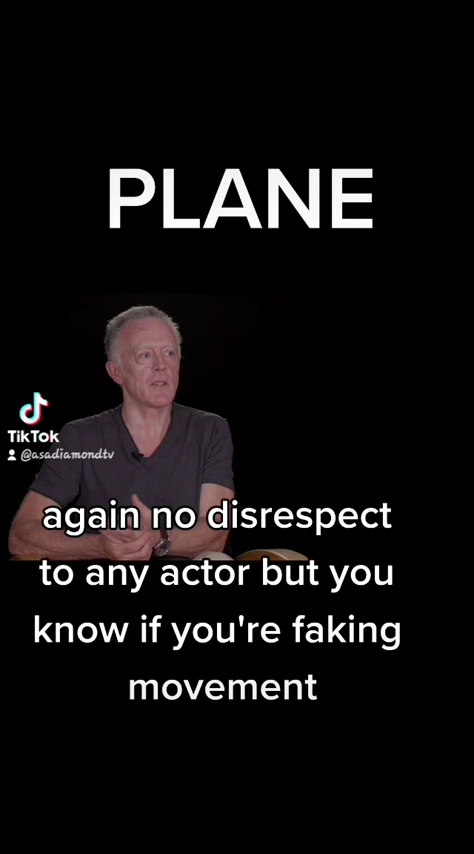 PLANE
TikTok
@asadiamondtv
again no disrespect
to any actor but you
know if you're faking
movement